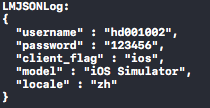 LMJSONLog:
{
  "username" : "hd001002",
  "password" : "123456",
  "client_flag" : "ios",
  "model" : "iOS Simulator",
  "locale" : "zh"
}